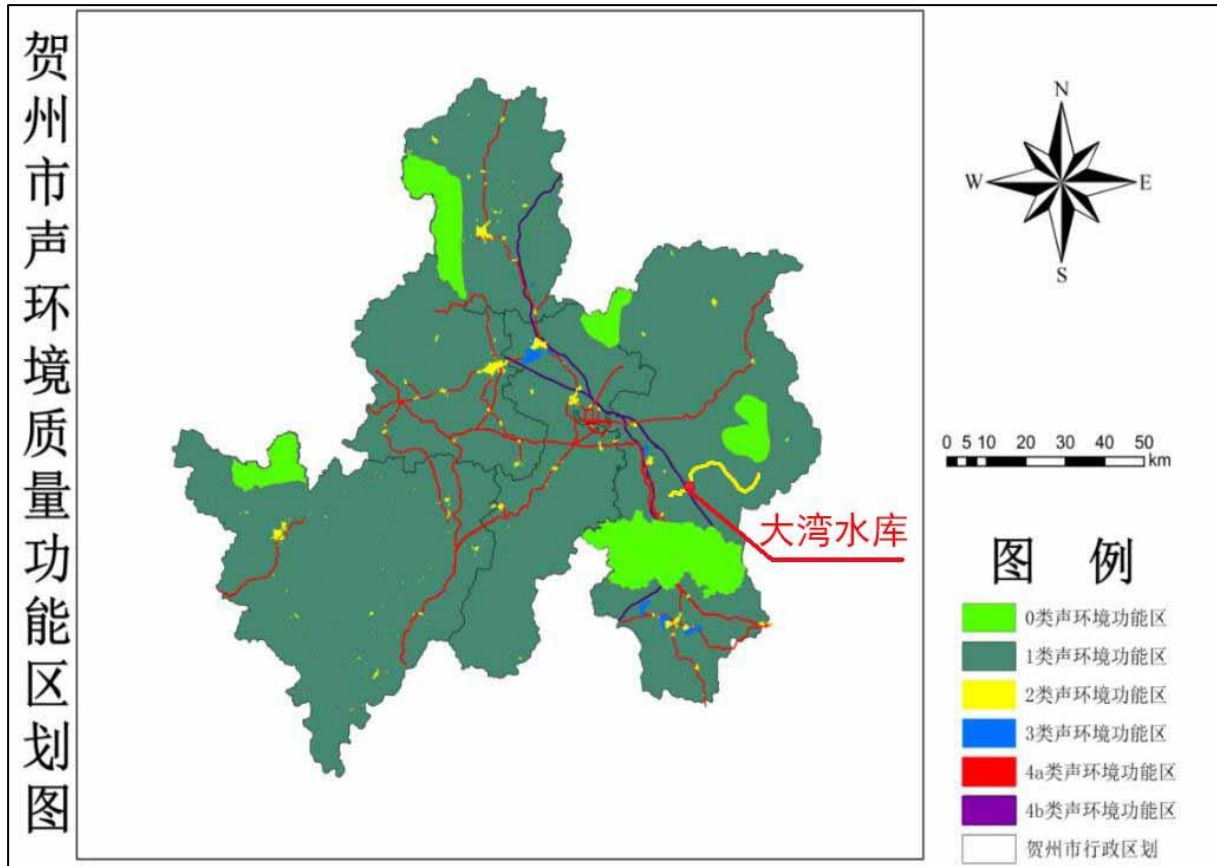 贺州市声环境质量功能区划图
N
W
E
S
0 5 10 20 30 40 50
km
大湾水库
图 例
0类声环境功能区
1类声环境功能区
2类声环境功能区
3类声环境功能区
4a类声环境功能区
4b类声环境功能区
贺州市行政区划